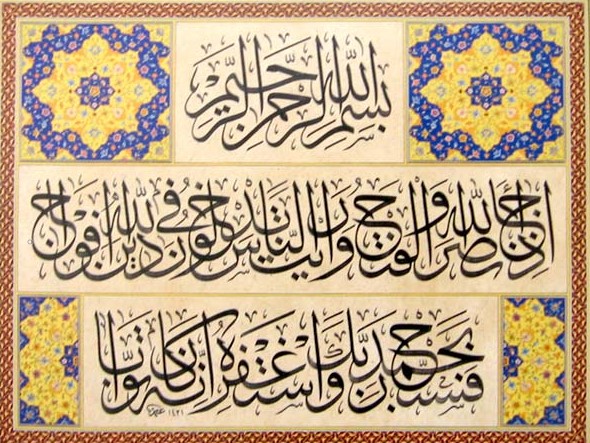 بسم الله الرحمن الرحيم
إذا جاء نصر الله والفتح ورأيت الناس يدخلون في دين الله أفواجا
فسبح بحمد ربك واستغفره إنه كان توابا
١٤٢١